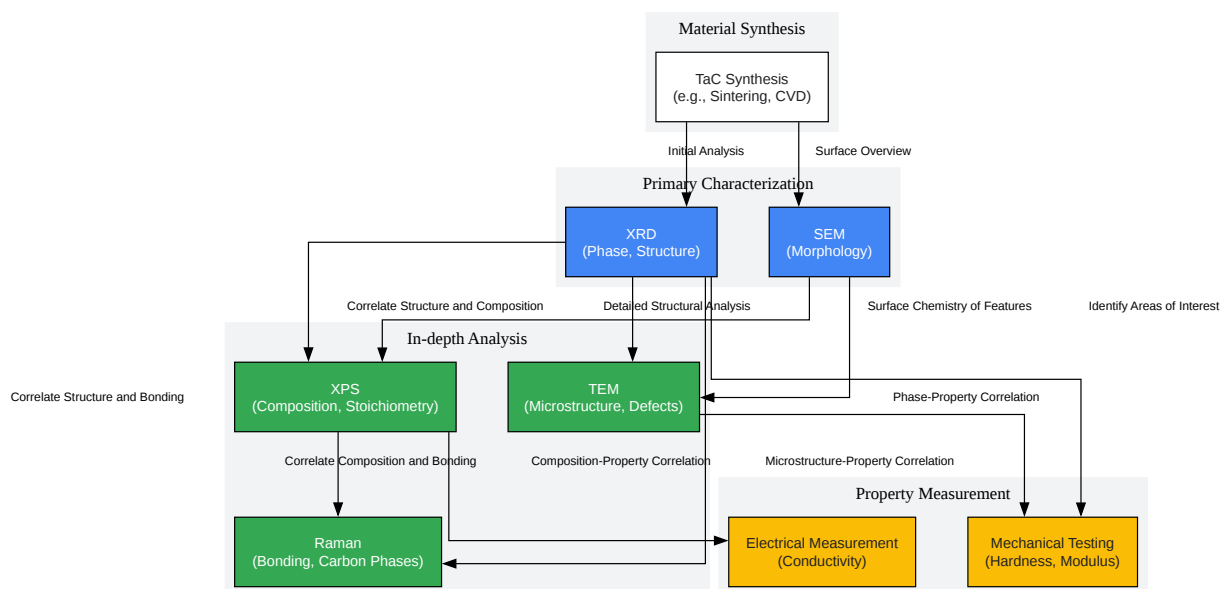 Material Synthesis
TaC Synthesis
(e.g., Sintering, CVD)
Initial Analysis
Surface Overview
Primary Characterization
XRD
(Phase, Structure)
SEM
(Morphology)
Correlate Structure and Composition
Detailed Structural Analysis
Surface Chemistry of Features
Identify Areas of Interest
In-depth Analysis
XPS
(Composition, Stoichiometry)
TEM
(Microstructure, Defects)
Correlate Structure and Bonding
Phase-Property Correlation
Correlate Composition and Bonding
Composition-Property Correlation
Microstructure-Property Correlation
Property Measurement
Raman
(Bonding, Carbon Phases)
Electrical Measurement
(Conductivity)
Mechanical Testing
(Hardness, Modulus)